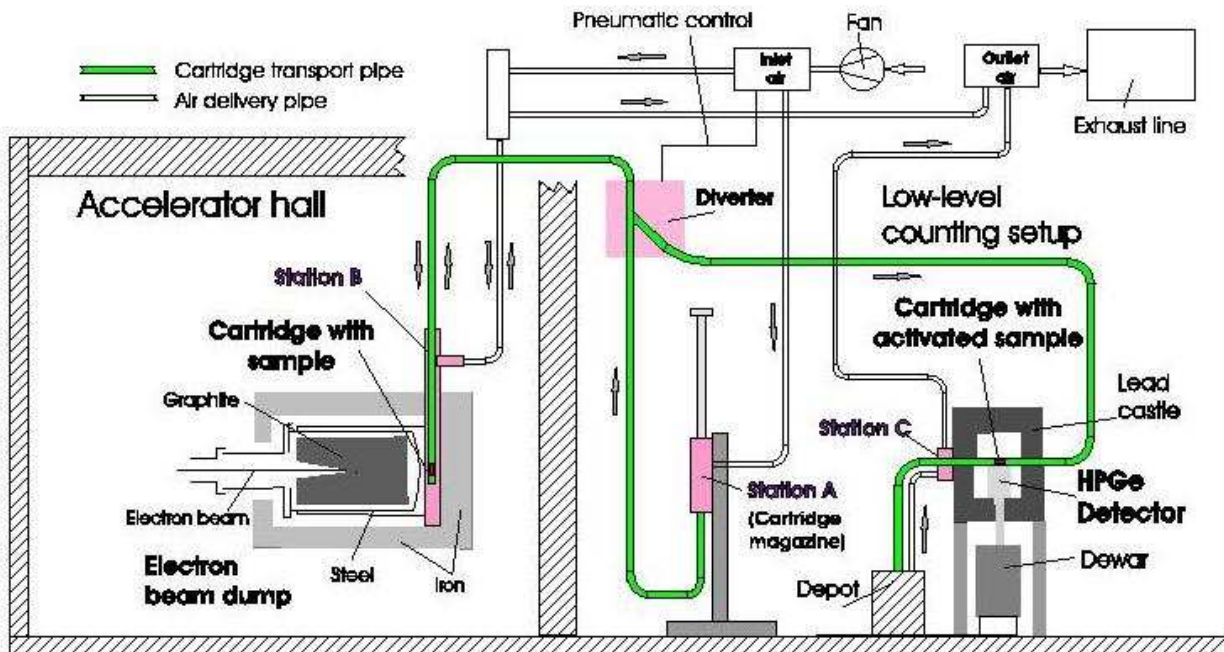 Pneumatic control
Fan
Cartridge transport pipe
Air delivery pipe
Inlet
air
Outlet
air
Exhaust line
Accelerator hall
Diverter
Low-level
counting setup
Station B
Cartridge with
sample
Cartridge with
activated sample
Graphite
Lead
castle
Station C
Station A
(Cartridge
magazine)
HPGe
Detector
Electron beam
Steel
Iron
Electron
beam dump
Depot
Dewar